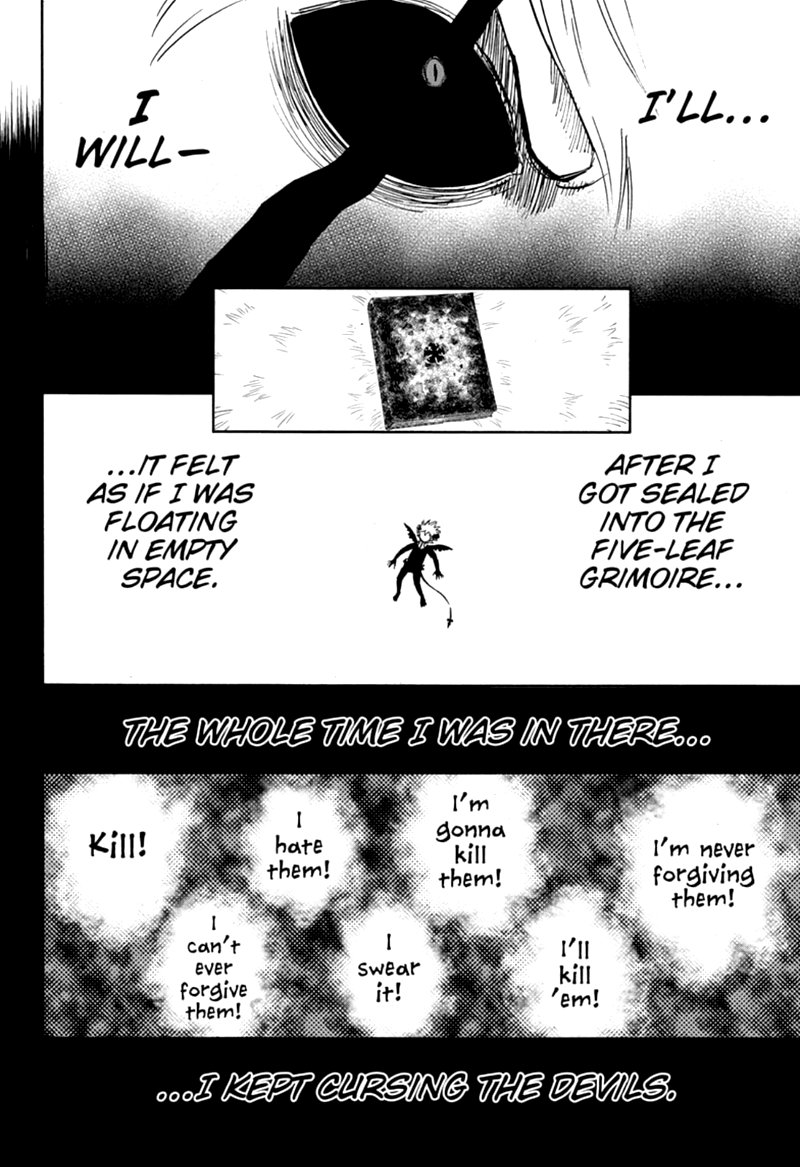 I'LL...
I
WILL–
AFTER I
GOT SEALED
INTO THE
FIVE-LEAF
GRIMOIRE...
...IT FELT
AS IF I WAS
FLOATING
IN EMPTY
SPACE.
THE WHOLE TIME I WAS IN THERE...
I'm never
forgiving
them!
I'm
gonna
kill
them!
I'll
kill
'em!
I
hate
them!
I
swear
it!
Kill!
I
can't
ever
forgive
them!
...I KEPT CURSING THE DEVILS.